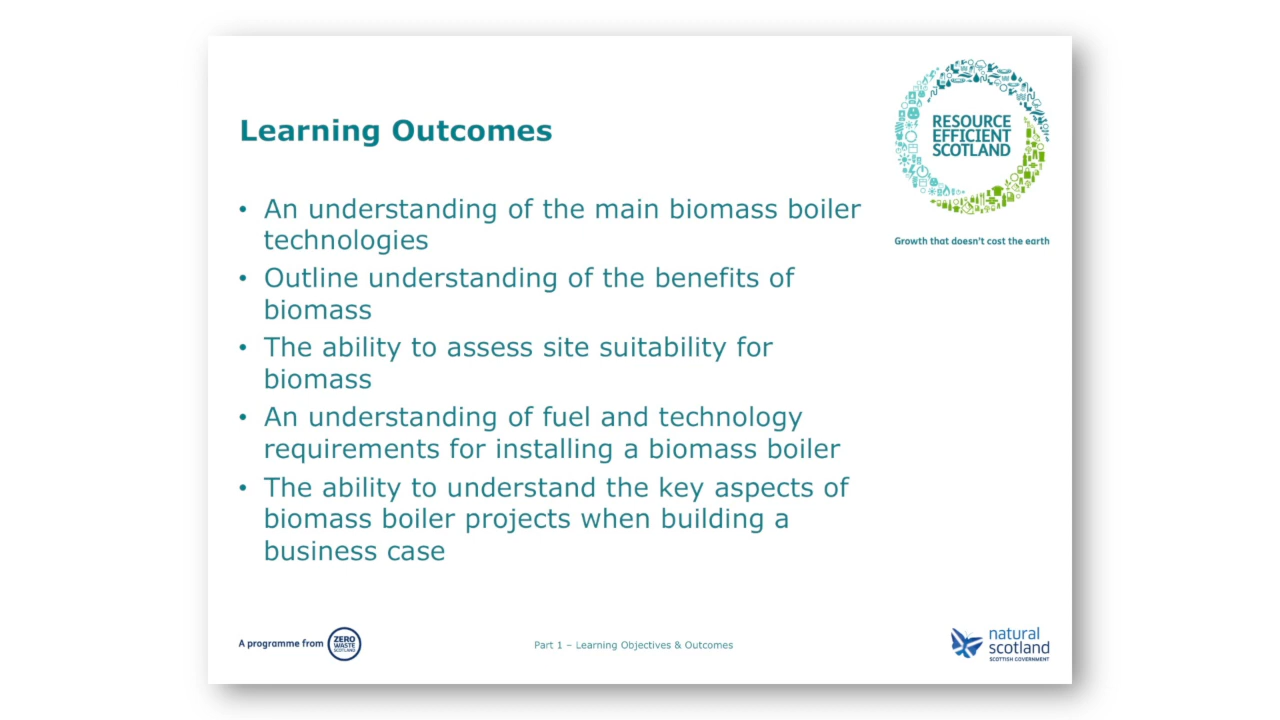 Learning Outcomes
RESOURCE
EFFICIENT
SCOTLAND
Growth that doesn't cost the earth
• An understanding of the main biomass boiler
technologies
• Outline understanding of the benefits of
biomass
• The ability to assess site suitability for
biomass
• An understanding of fuel and technology
requirements for installing a biomass boiler
• The ability to understand the key aspects of
biomass boiler projects when building a
business case
A programme from
ZERO
WASTE
SCOTLAND
Part 1 – Learning Objectives & Outcomes
natural
scotland
SCOTTISH GOVERNMENT